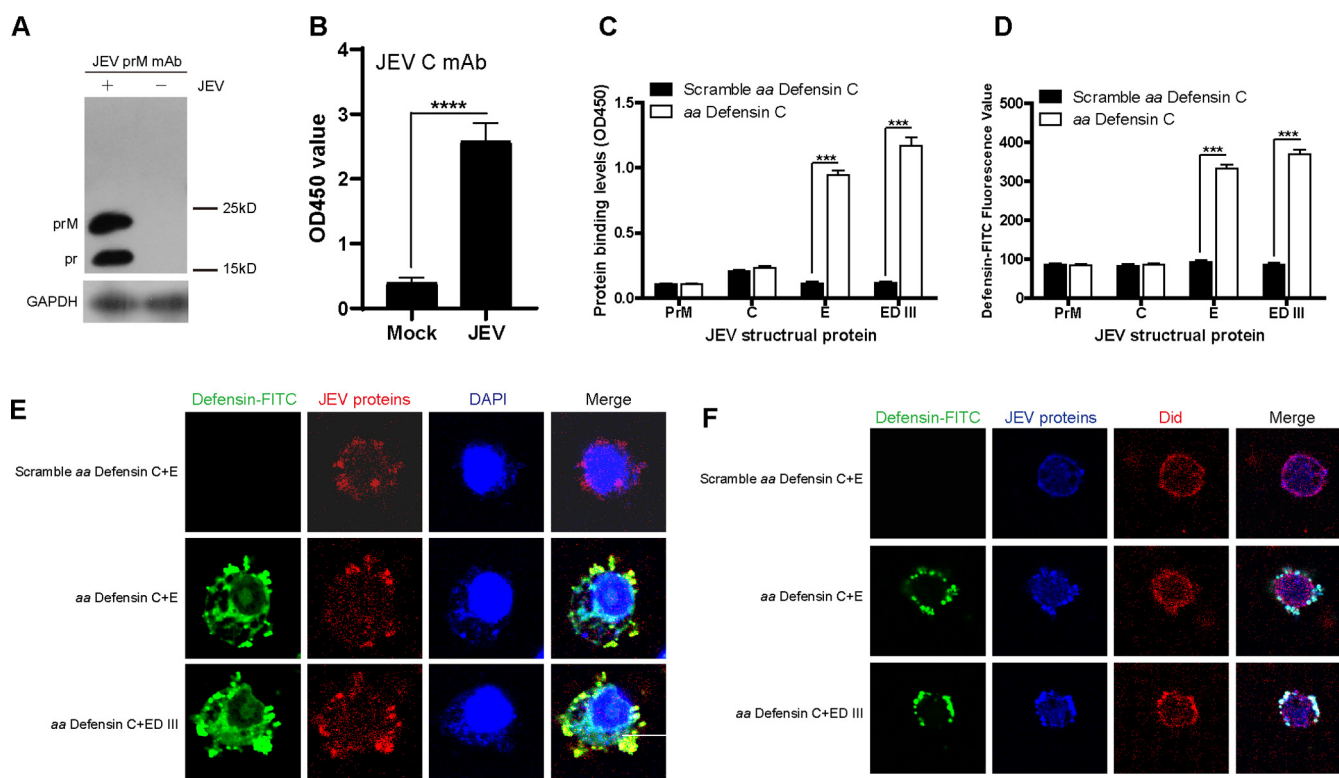 A
JEV prM mAb
+ − JEV
25kD
prM
pr
15kD
GAPDH
B
JEV C mAb
****
OD450 value
4
3
2
1
0
Mock JEV
C
Scramble aa Defensin C
aa Defensin C
Protein binding levels (OD450)
1.5
1.0
0.5
0.0
***
***
PrM C E ED III
JEV structrual protein
D
Scramble aa Defensin C
aa Defensin C
Defensin-FITC Fluorescence Value
500
400
300
200
100
0
***
***
PrM C E ED III
JEV structrual protein
E
Defensin-FITC JEV proteins DAPI Merge
Scramble aa Defensin C+E
aa Defensin C+E
aa Defensin C+ED III
F
Defensin-FITC JEV proteins Did Merge
Scramble aa Defensin C+E
aa Defensin C+E
aa Defensin C+ED III